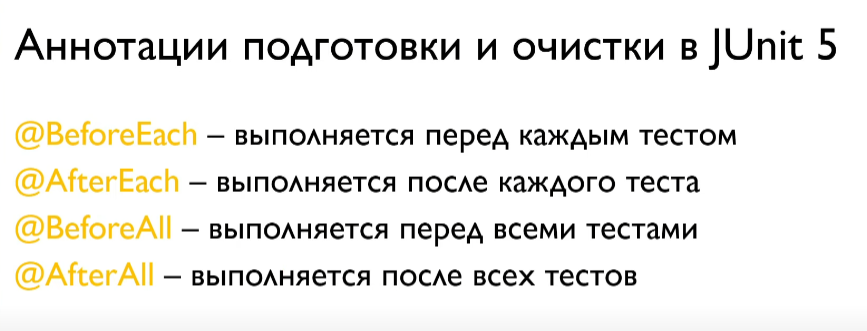 Аннотации подготовки и очистки в JUnit 5
@BeforeEach – выполняется перед каждым тестом
@AfterEach – выполняется после каждого теста
@BeforeAll – выполняется перед всеми тестами
@AfterAll – выполняется после всех тестов